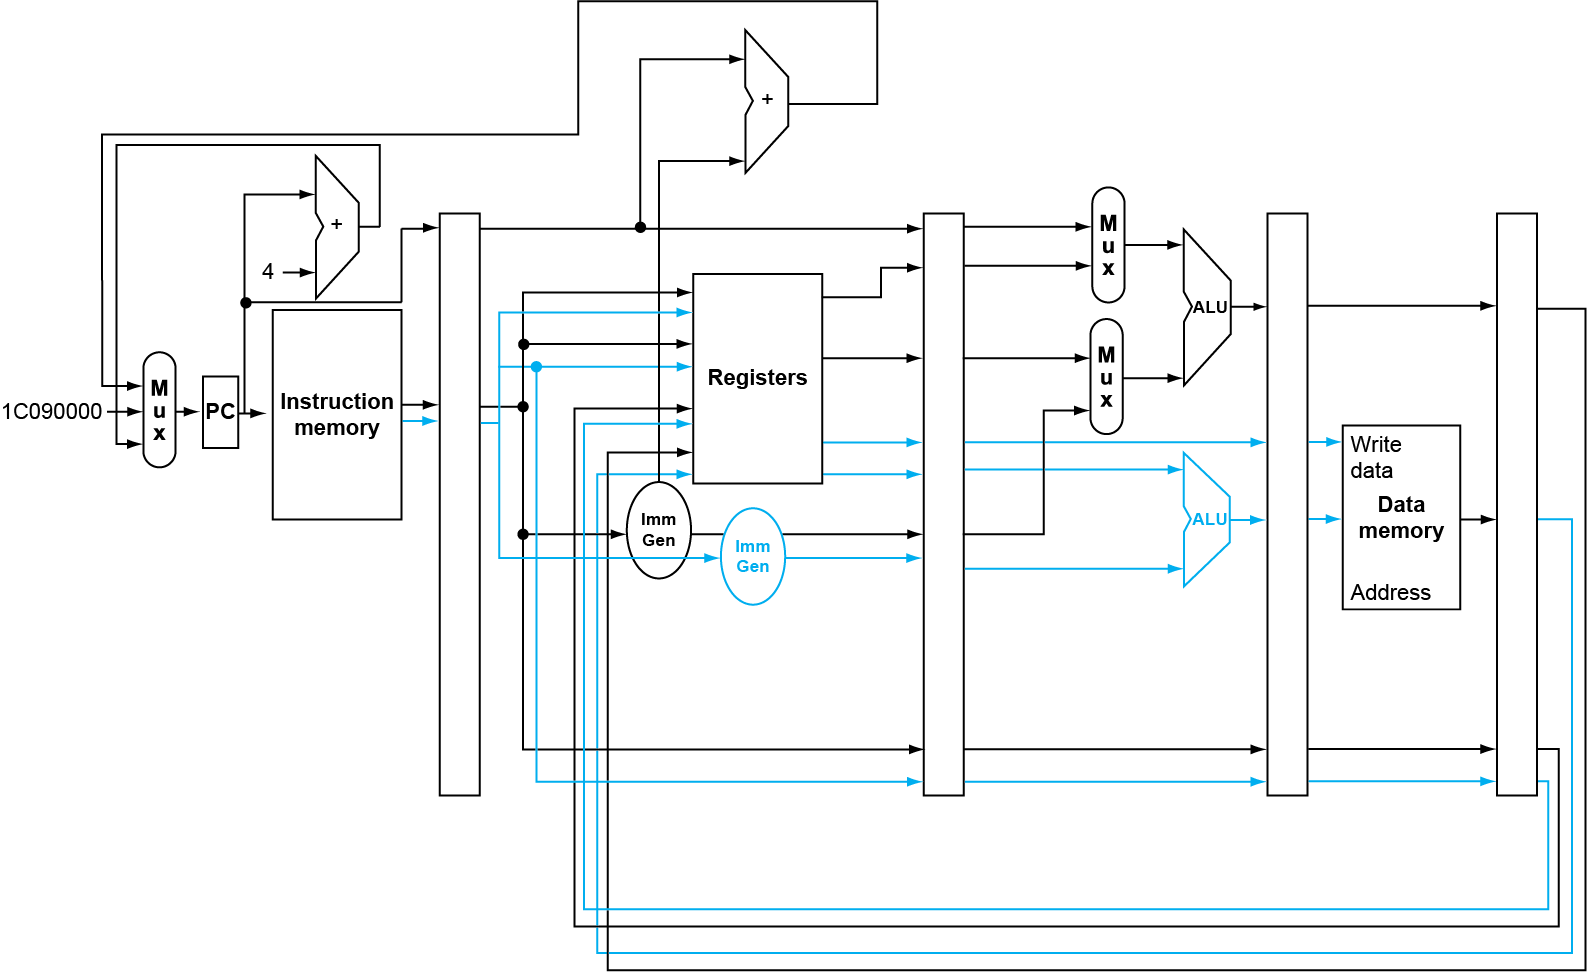 +
+
4
M
u
x
M
u
x
ALU
1C090000
M
u
x
PC
Instruction
memory
Registers
Imm
Gen
Imm
Gen
ALU
Write
data
Data
memory
Address